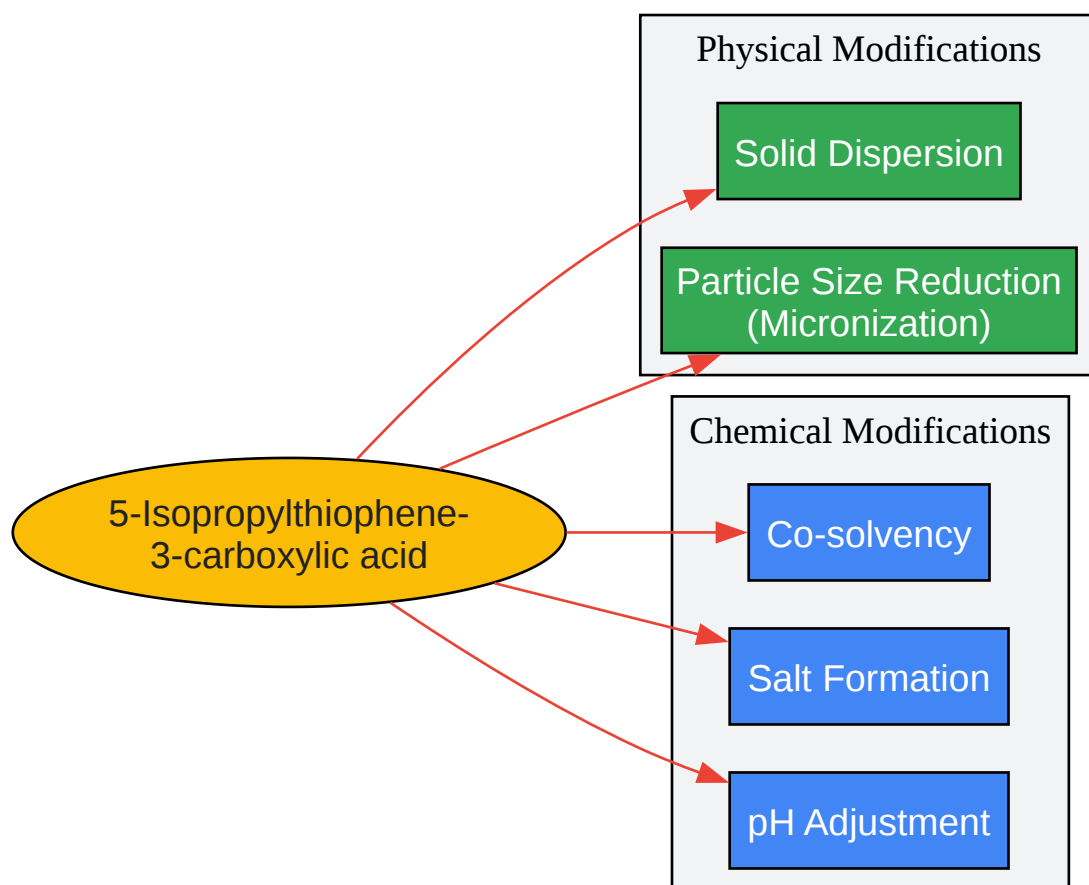 Physical Modifications
Solid Dispersion
Particle Size Reduction
(Micronization)
Chemical Modifications
5-Isopropylthiophene-
3-carboxylic acid
Co-solvency
Salt Formation
pH Adjustment